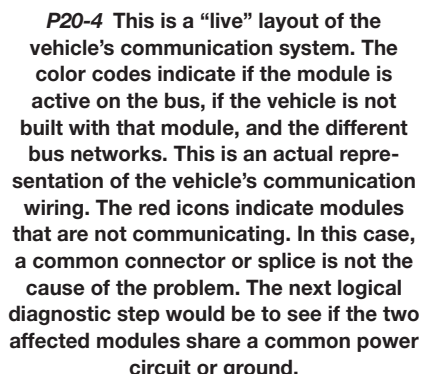 P20-4 This is a “live” layout of the
vehicle’s communication system. The
color codes indicate if the module is
active on the bus, if the vehicle is not
built with that module, and the different
bus networks. This is an actual repre-
sentation of the vehicle’s communication
wiring. The red icons indicate modules
that are not communicating. In this case,
a common connector or splice is not the
cause of the problem. The next logical
diagnostic step would be to see if the two
affected modules share a common power
circuit or ground.